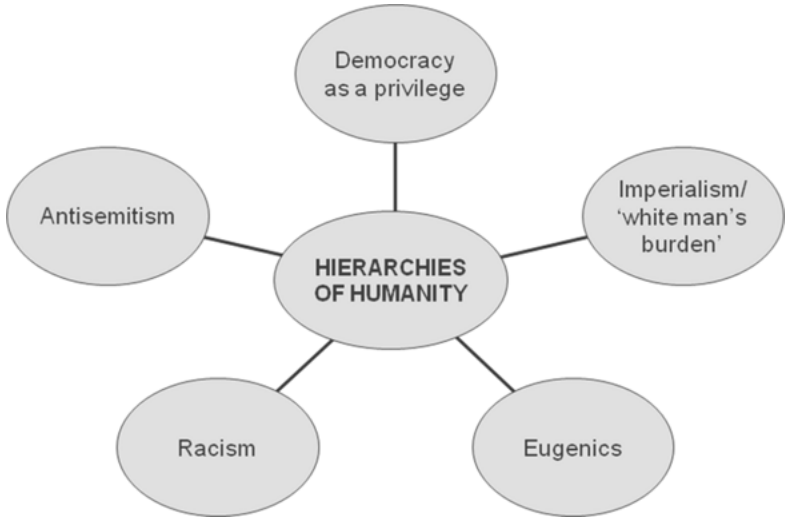 Democracy
as a privilege
Antisemitism
Imperialism/
‘white man’s
burden’
HIERARCHIES
OF HUMANITY
Racism
Eugenics